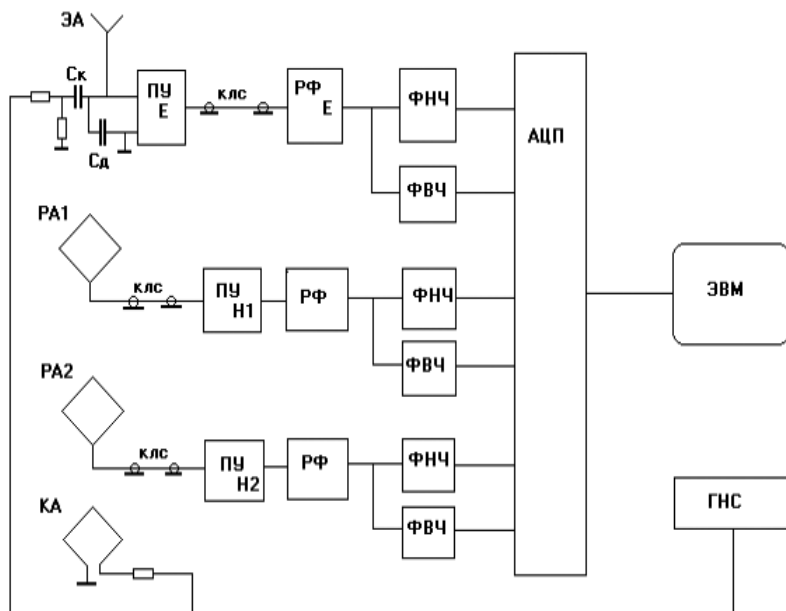 ЭА
Ск
ПУ
Е
клс
РФ
Е
ФНЧ
АЦП
Сд
ФВЧ
РА1
клс
ПУ
Н1
РФ
ФНЧ
ЭВМ
ФВЧ
РА2
клс
ПУ
Н2
РФ
ФНЧ
КА
ФВЧ
ГНС